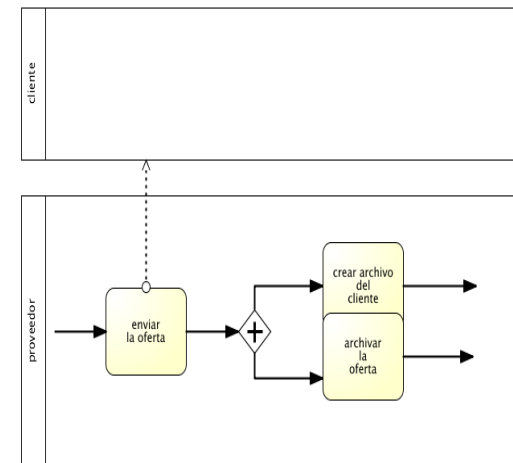 cliente
proveedor
enviar
la oferta
crear archivo
del
cliente
archivar
la
oferta